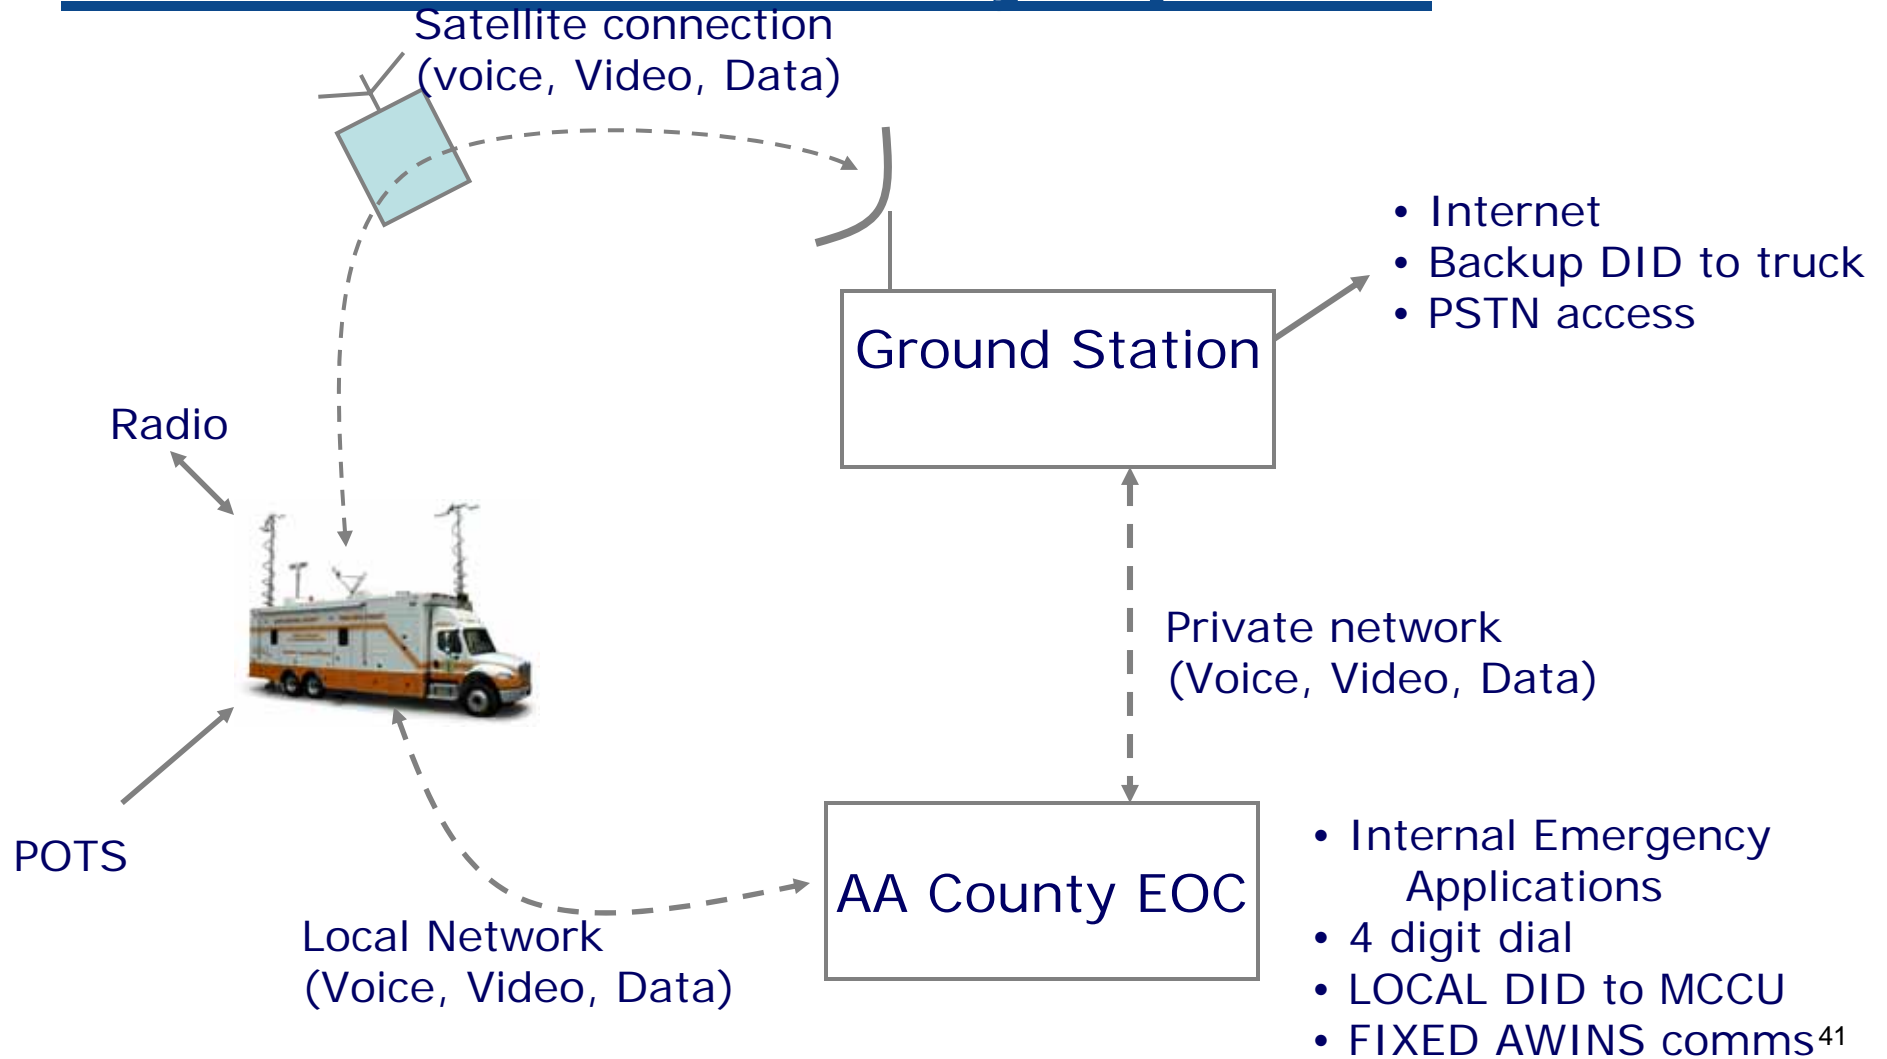 Satellite connection
(voice, Video, Data)
• Internet
• Backup DID to truck
• PSTN access
Ground Station
Radio
Private network
(Voice, Video, Data)
POTS
AA County EOC
• Internal Emergency
Applications
• 4 digit dial
• LOCAL DID to MCCU
• FIXED AWINS comms
Local Network
(Voice, Video, Data)
41